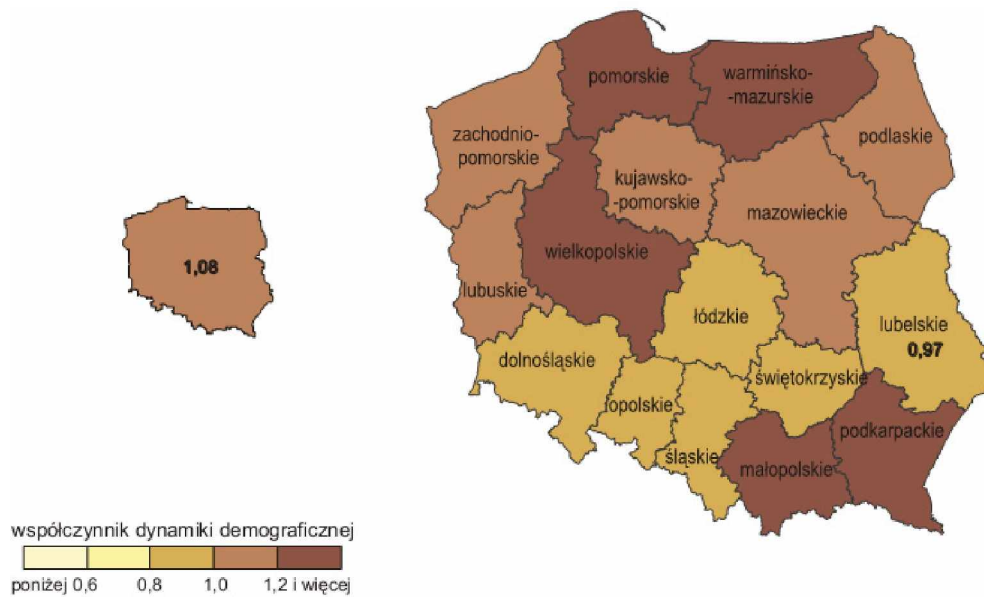 pomorskie
warmińsko-
-mazurskie
zachodnio-
pomorskie
podlaskie
kujawsko-
-pomorskie
mazowieckie
wielkopolskie
1,08
lubuskie
łódzkie
lubelskie
0,97
dolnośląskie
świętokrzyskie
opolskie
podkarpackie
śląskie
małopolskie
współczynnik dynamiki demograficznej
poniżej 0,6 0,8 1,0 1,2 i więcej